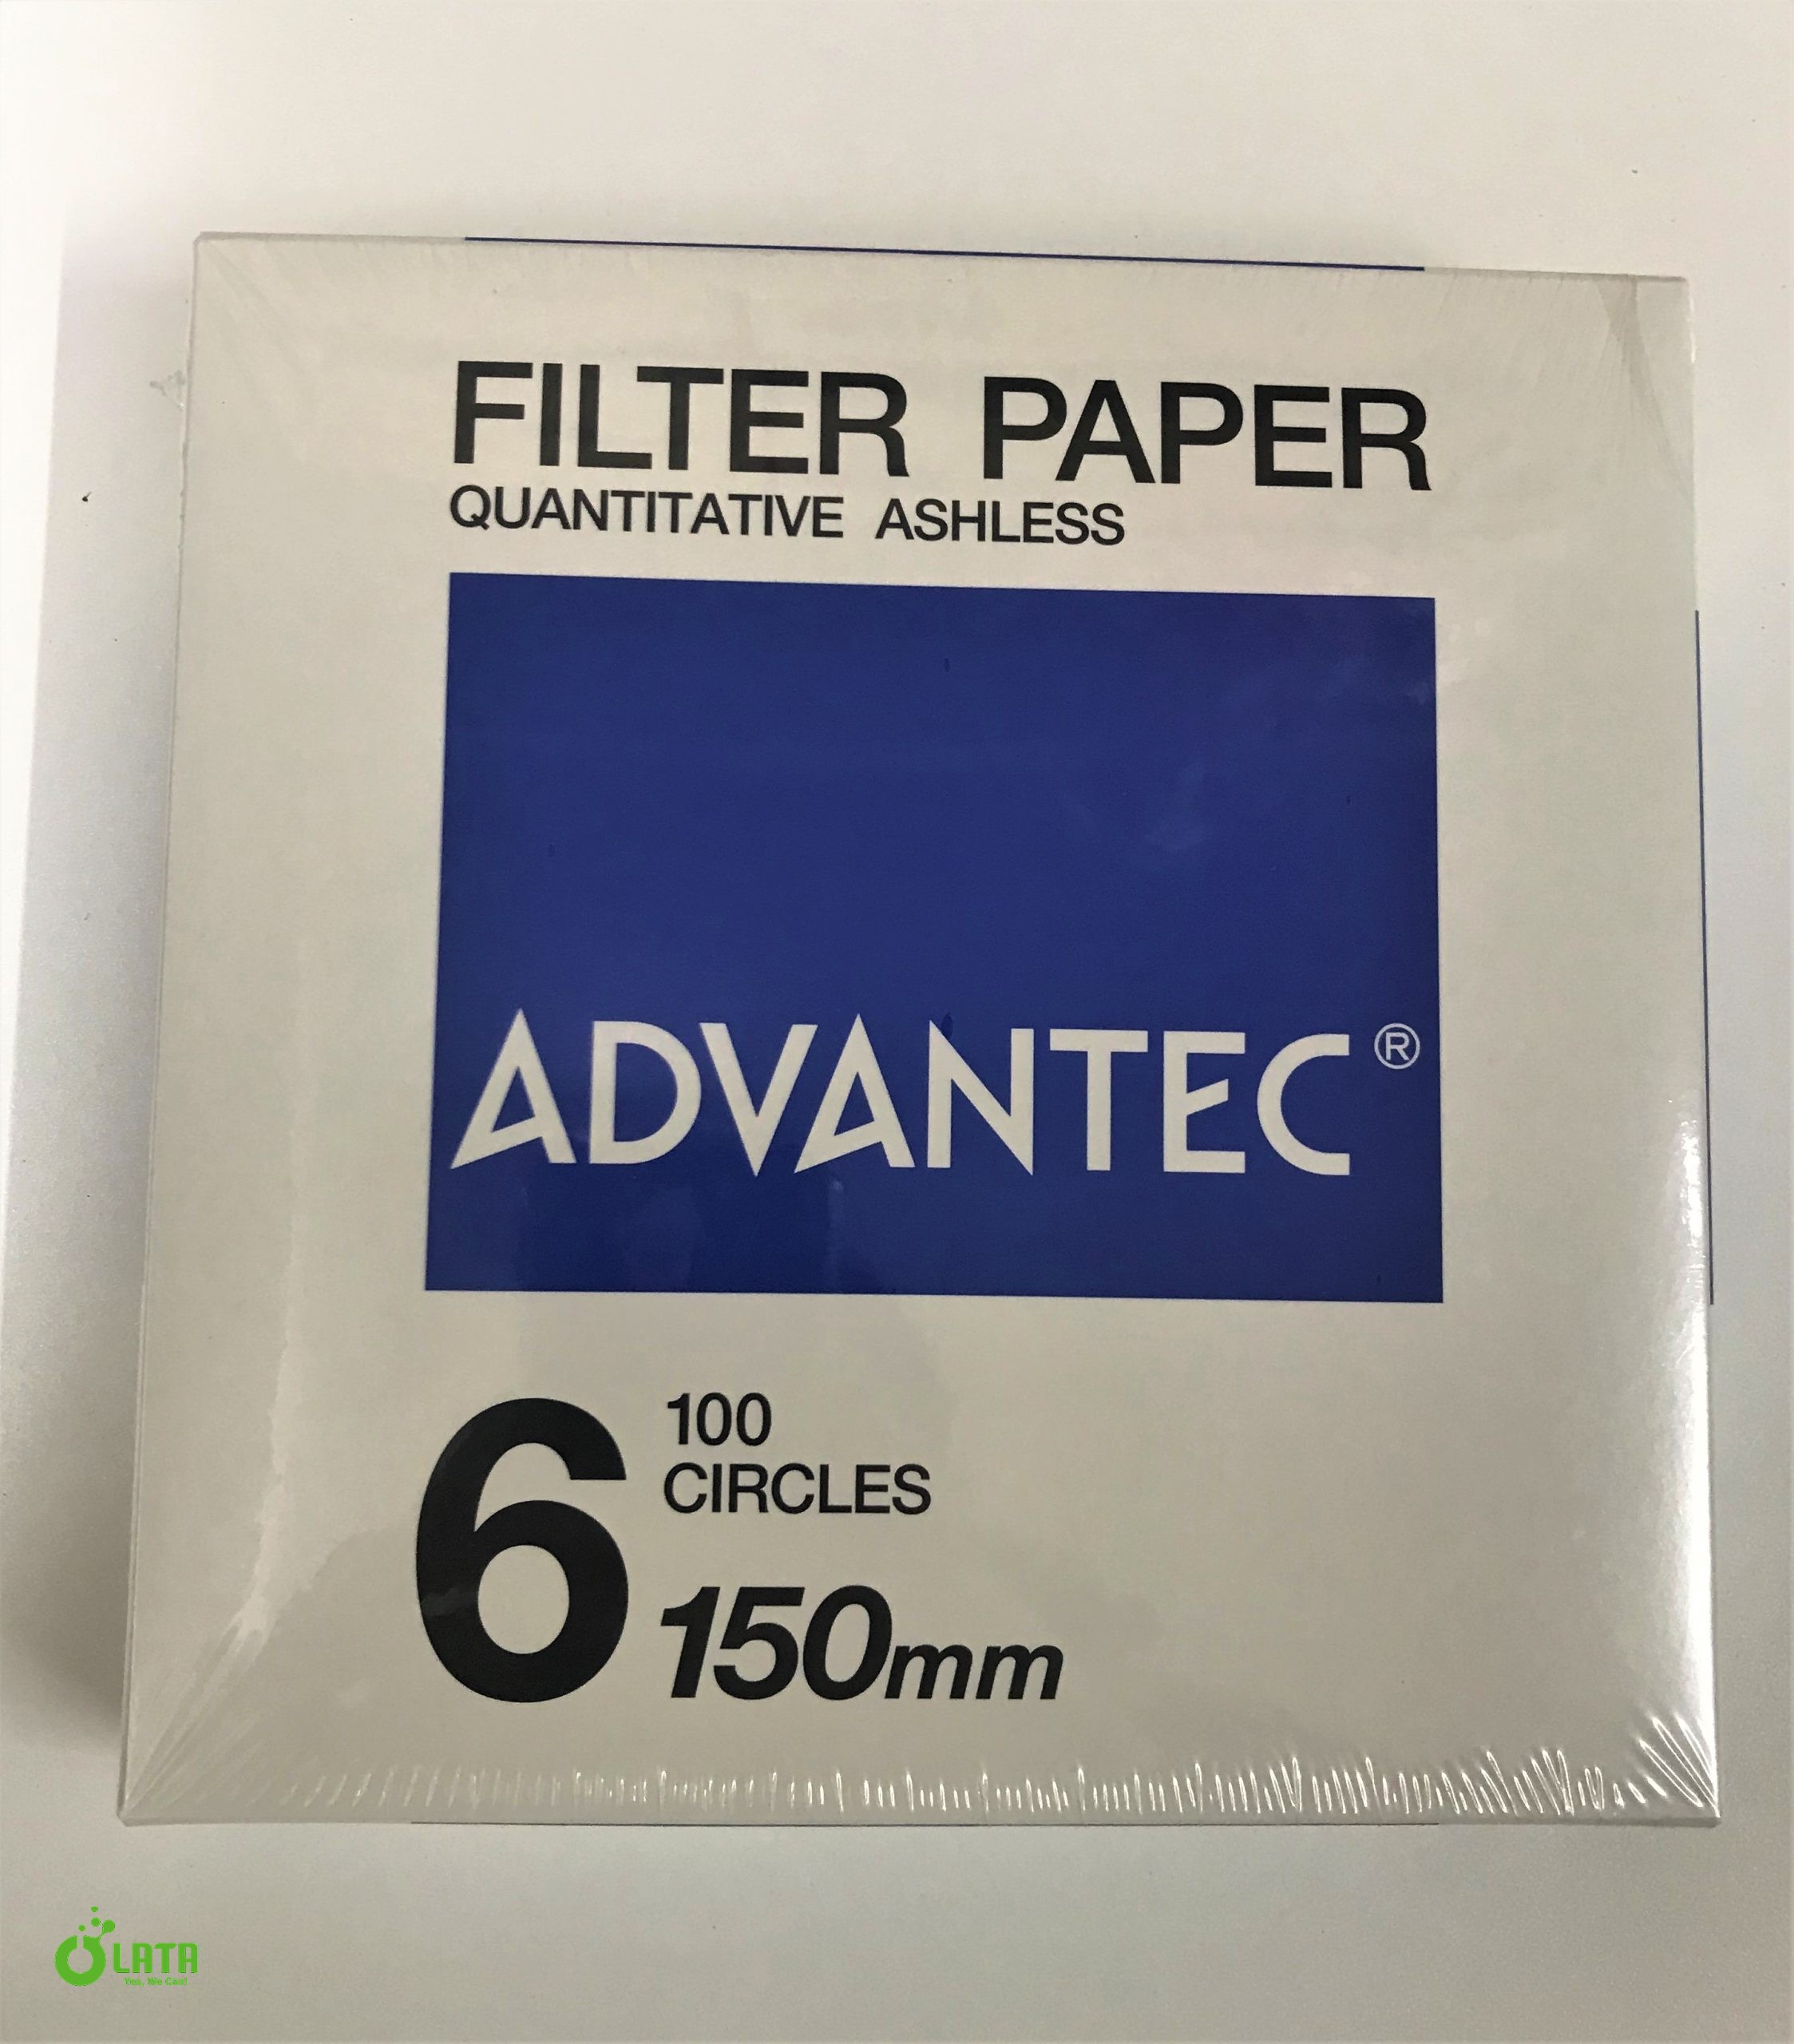 FILTER PAPER
QUANTITATIVE ASHLESS
ADVANTEC®
6
100
CIRCLES
150mm
LATA
Yes, We Can!